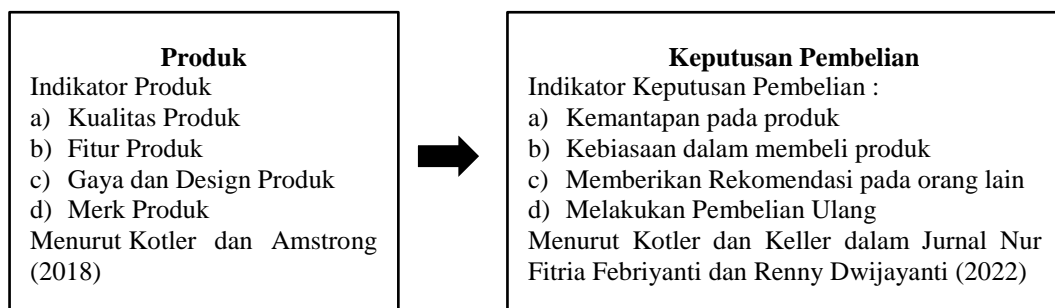 Produk
Indikator Produk
a) Kualitas Produk
b) Fitur Produk
c) Gaya dan Design Produk
d) Merk Produk
Menurut Kotler dan Amstrong
(2018)
Keputusan Pembelian
Indikator Keputusan Pembelian :
a) Kemantapan pada produk
b) Kebiasaan dalam membeli produk
c) Memberikan Rekomendasi pada orang lain
d) Melakukan Pembelian Ulang
Menurut Kotler dan Keller dalam Jurnal Nur
Fitria Febriyanti dan Renny Dwijayanti (2022)